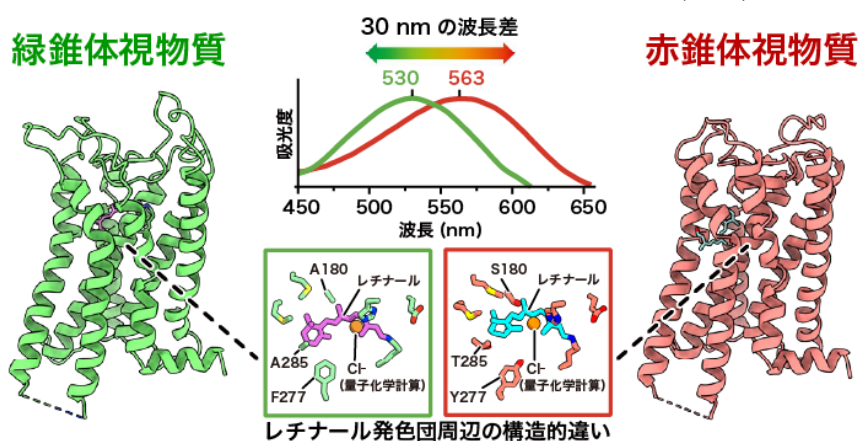 30 nm の波長差
緑錐体視物質
赤錐体視物質
530
563
吸光度
450
500
550
600
650
波長 (nm)
A180
レチナール
A285
Cl-
(量子化学計算)
F277
S180
レチナール
T285
Cl-
(量子化学計算)
Y277
レチナール発色団周辺の構造的違い